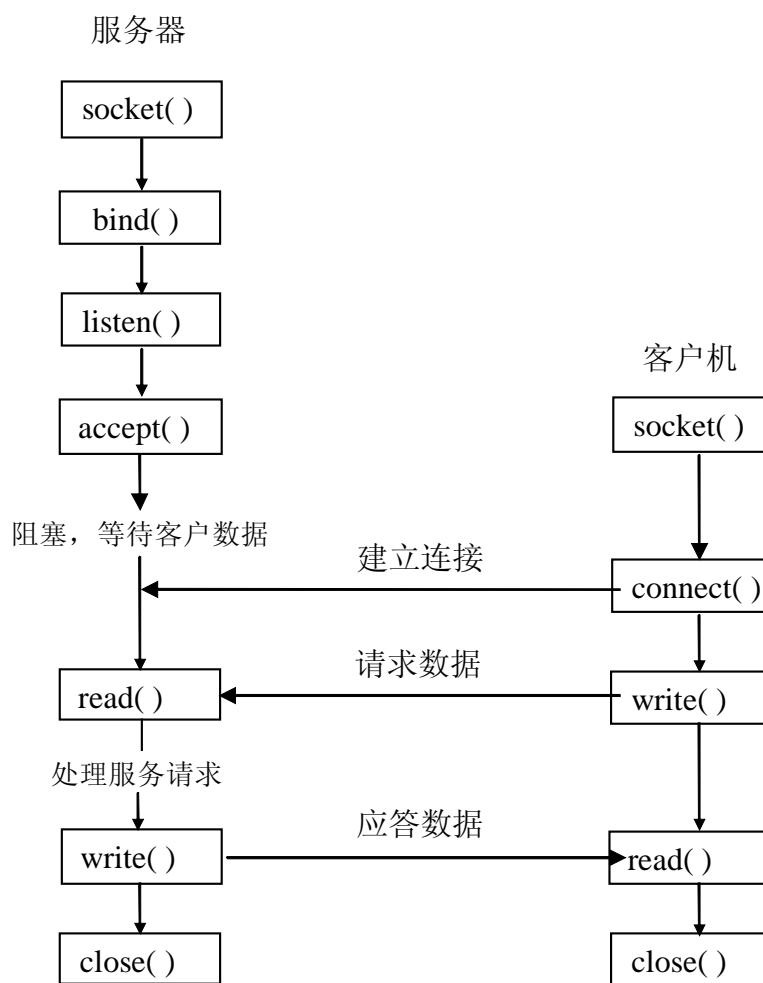 服务器
socket( )
bind( )
listen( )
accept( )
阻塞，等待客户数据
read( )
处理服务请求
write( )
close( )
客户机
socket( )
建立连接
connect( )
请求数据
write( )
应答数据
read( )
close( )